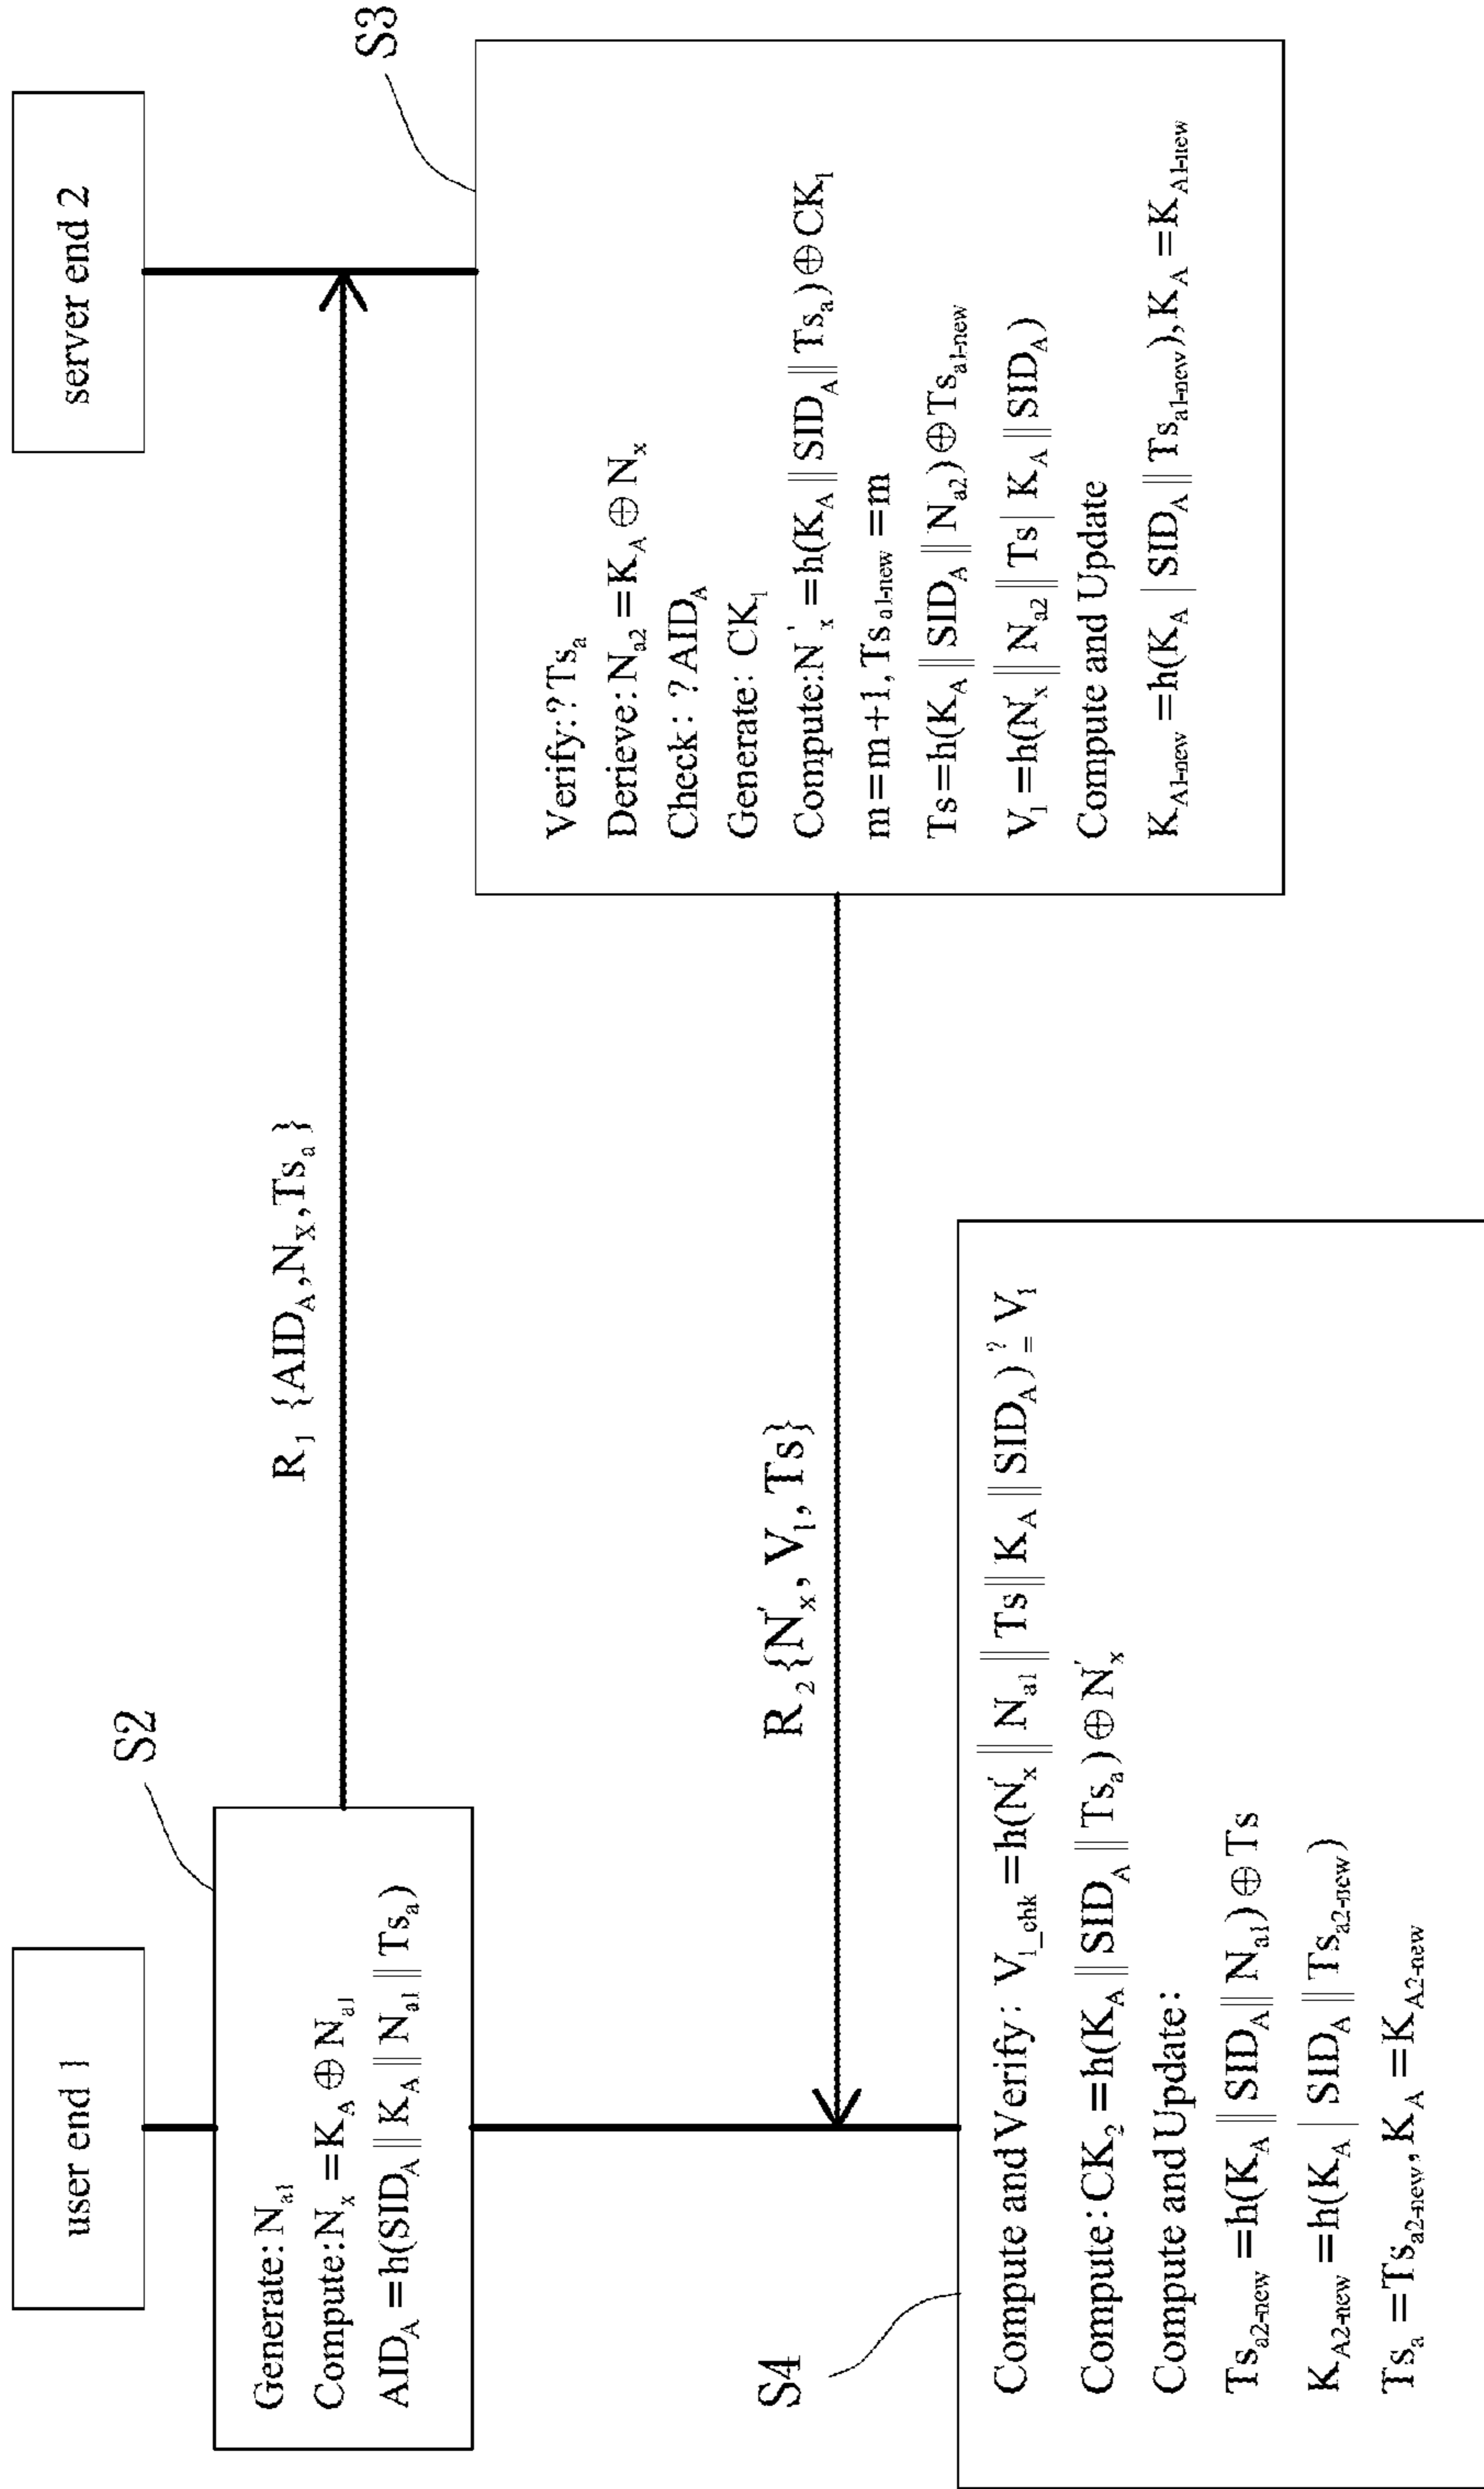 user end 1
server end 2
S2
Generate: N_a1
Compute: N_x = K_A ⊕ N_a1
AID_A = h(SID_A || K_A || N_a1 || Ts_a)
R_1 {AID_A, N_x, Ts_a}
S3
Verify: ? Ts_a
Derieve: N_a2 = K_A ⊕ N_x
Check: ? AID_A
Generate: CK_1
Compute: N'_x = h(K_A || SID_A || Ts_a) ⊕ CK_1
m = m+1, Ts_a1-new = m
Ts = h(K_A || SID_A || N_a2) ⊕ Ts_a1-new
V_1 = h(N'_x || N_a2 || Ts | K_A || SID_A)
Compute and Update
K_A1-new = h(K_A | SID_A || Ts_a1-new), K_A = K_A1-new
R_2 {N'_x, V_1, Ts}
S4
Compute and Verify: V_1_chk = h(N'_x || N_a1 || Ts || K_A || SID_A) ?= V_1
Compute: CK_2 = h(K_A || SID_A || Ts_a) ⊕ N'_x
Compute and Update:
Ts_a2-new = h(K_A || SID_A || N_a1) ⊕ Ts
K_A2-new = h(K_A | SID_A || Ts_a2-new)
Ts_a = Ts_a2-new, K_A = K_A2-new